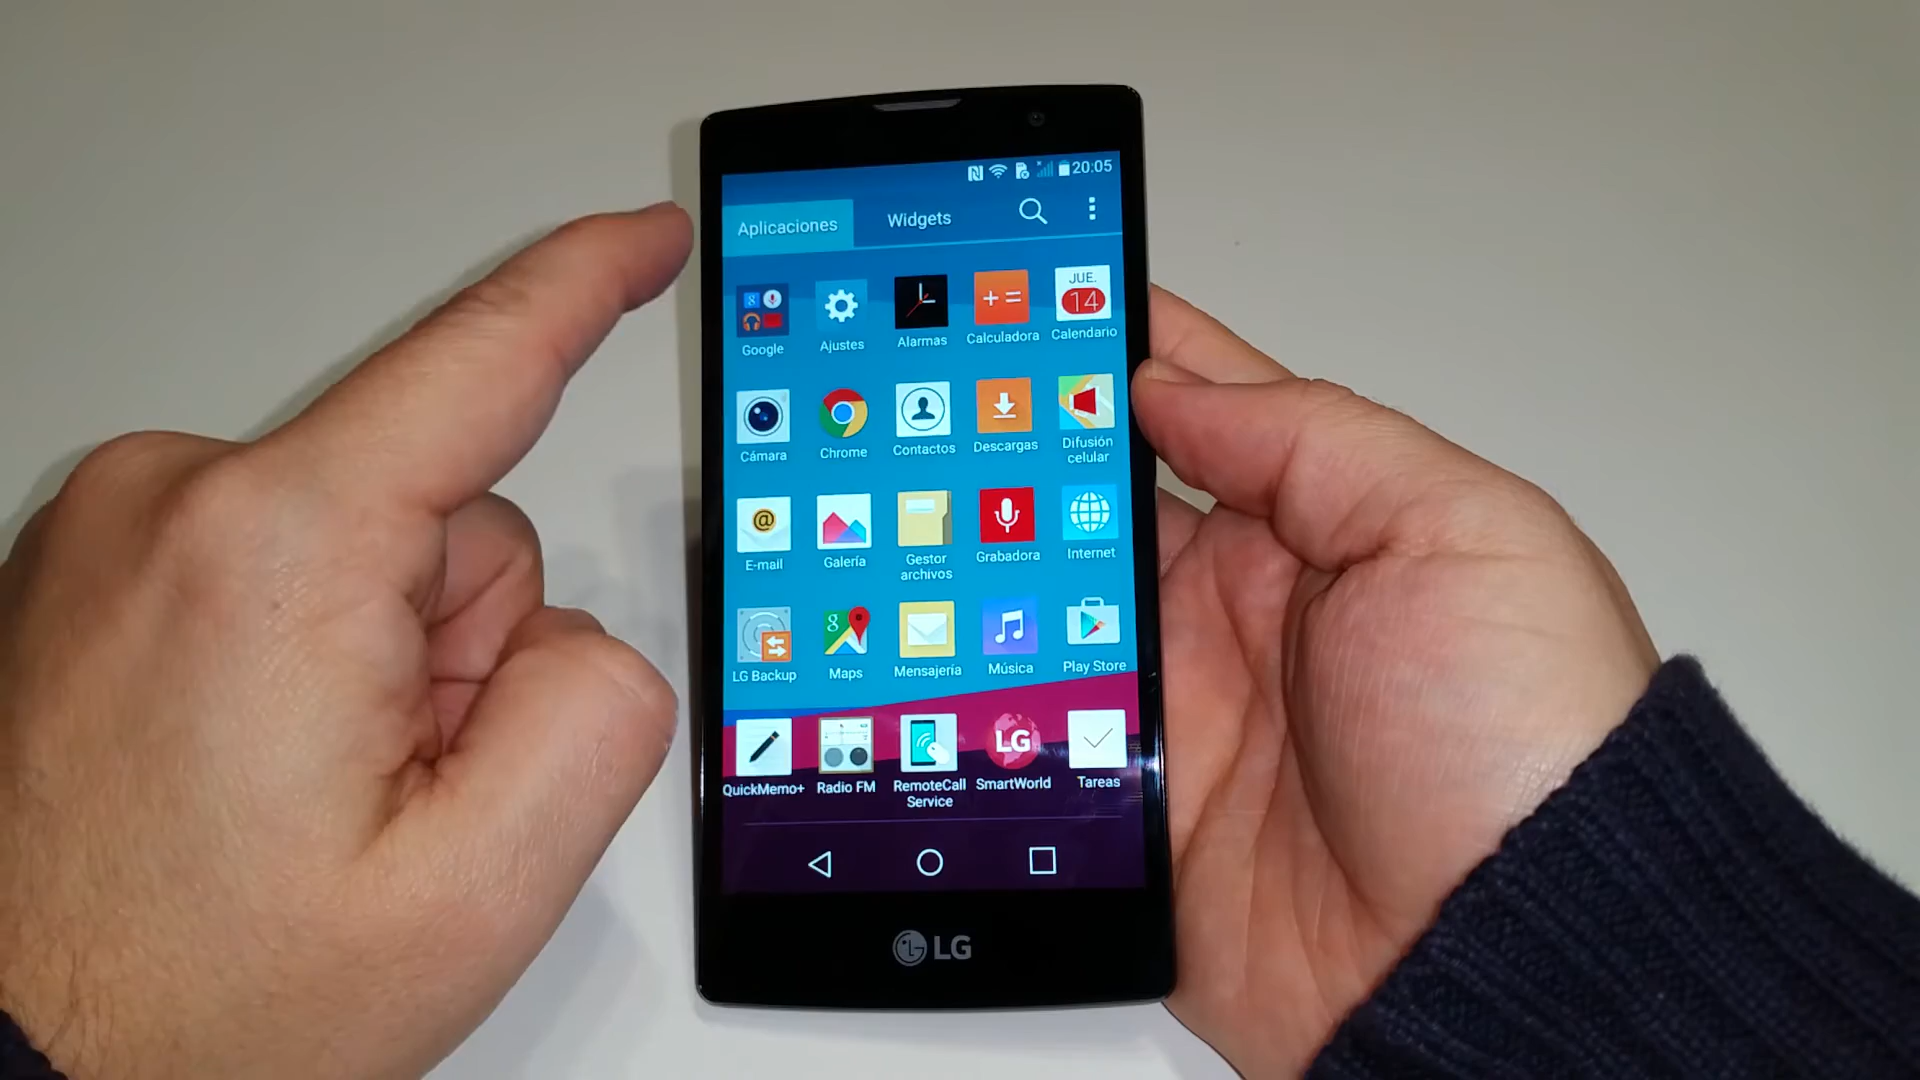 20:05
Aplicaciones
Widgets
JUE.
14
Google
Ajustes
Alarmas
Calculadora
Calendario
Cámara
Chrome
Contactos
Descargas
Difusión
celular
E-mail
Galería
Gestor
archivos
Grabadora
Internet
LG Backup
Maps
Mensajería
Música
Play Store
LG
QuickMemo+
Radio FM
RemoteCall
Service
SmartWorld
Tareas
LG